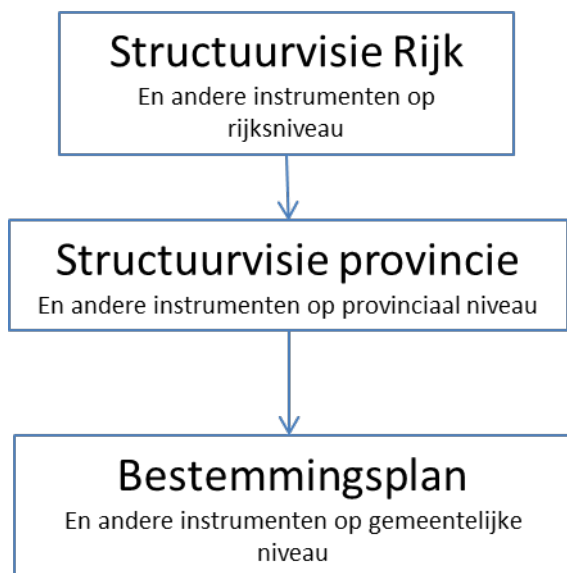 Structuurvisie Rijk
En andere instrumenten op
rijksniveau
Structuurvisie provincie
En andere instrumenten op provinciaal niveau
Bestemmingsplan
En andere instrumenten op gemeentelijke
niveau